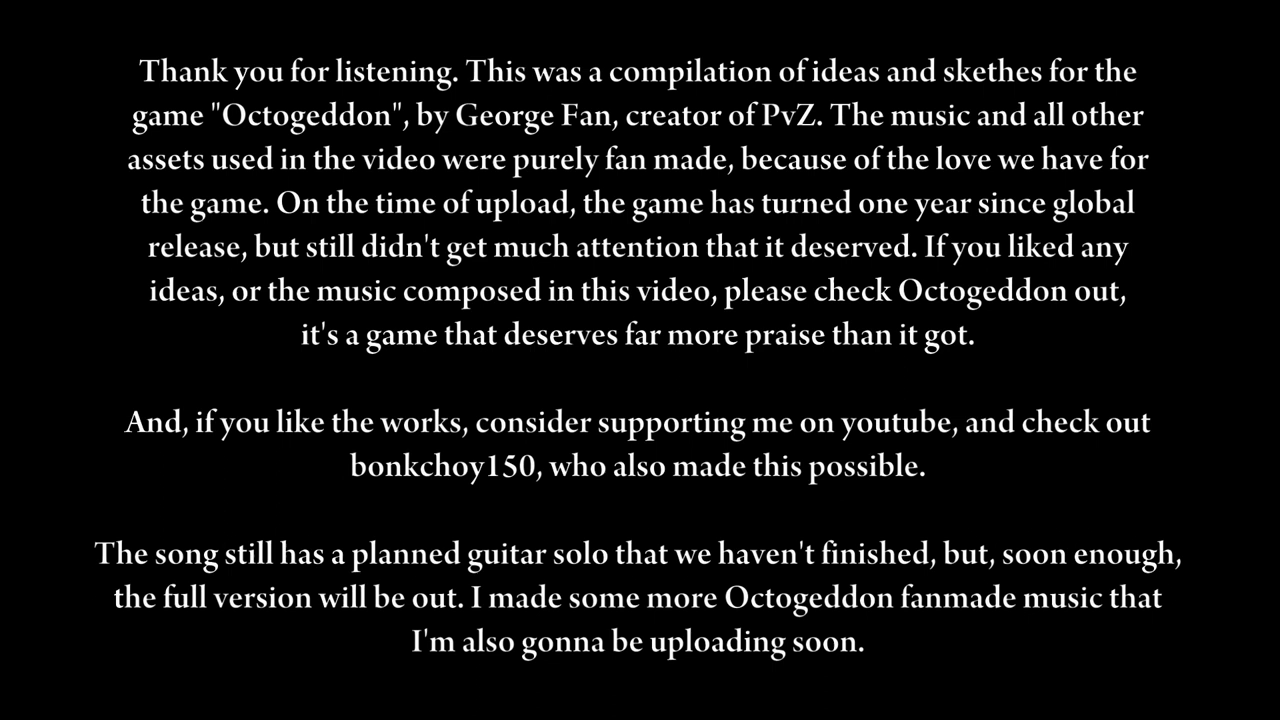 Thank you for listening. This was a compilation of ideas and skethes for the
game "Octogeddon", by George Fan, creator of PvZ. The music and all other
assets used in the video were purely fan made, because of the love we have for
the game. On the time of upload, the game has turned one year since global
release, but still didn't get much attention that it deserved. If you liked any
ideas, or the music composed in this video, please check Octogeddon out,
it's a game that deserves far more praise than it got.
And, if you like the works, consider supporting me on youtube, and check out
bonkchoy150, who also made this possible.
The song still has a planned guitar solo that we haven't finished, but, soon enough,
the full version will be out. I made some more Octogeddon fanmade music that
I'm also gonna be uploading soon.